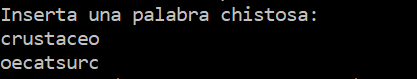 Inserta una palabra chistosa:
crustaceo
oecatsurc